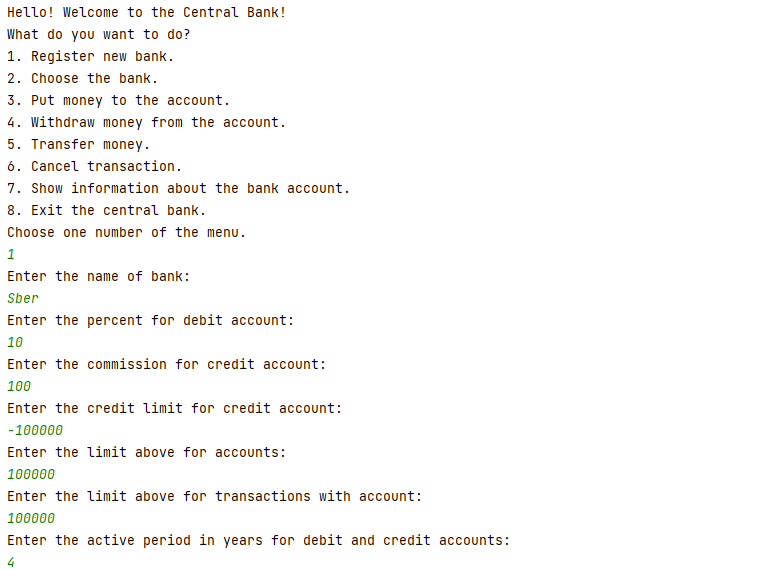 Hello! Welcome to the Central Bank!
What do you want to do?
1. Register new bank.
2. Choose the bank.
3. Put money to the account.
4. Withdraw money from the account.
5. Transfer money.
6. Cancel transaction.
7. Show information about the bank account.
8. Exit the central bank.
Choose one number of the menu.
1
Enter the name of bank:
Sber
Enter the percent for debit account:
10
Enter the commission for credit account:
100
Enter the credit limit for credit account:
-100000
Enter the limit above for accounts:
100000
Enter the limit above for transactions with account:
100000
Enter the active period in years for debit and credit accounts:
4